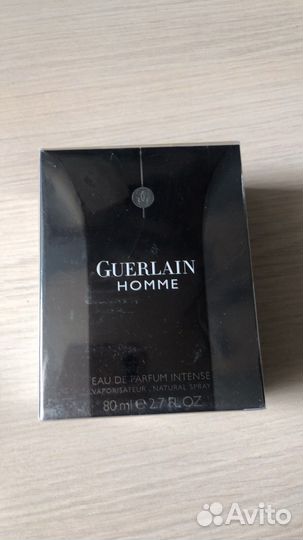 GUERLAIN
HOMME
EAU DE PARFUM INTENSE
VAPORISATEUR . NATURAL SPRAY
80 ml ℮ 2.7 FL.OZ
Avito